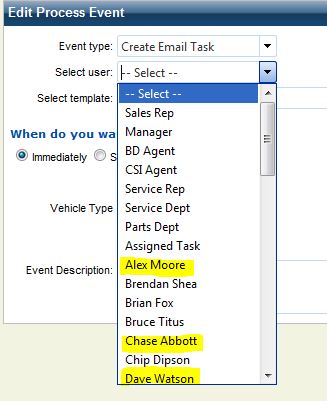 Edit Process Event
Event type: Create Email Task
Select user: -- Select --
Select template:
-- Select --
Sales Rep
Manager
BD Agent
CSI Agent
Service Rep
Service Dept
Parts Dept
Assigned Task
Alex Moore
Brendan Shea
Brian Fox
Bruce Titus
Chase Abbott
Chip Dipson
Dave Watson
When do you wa
Immediately S
Vehicle Type
Event Description: